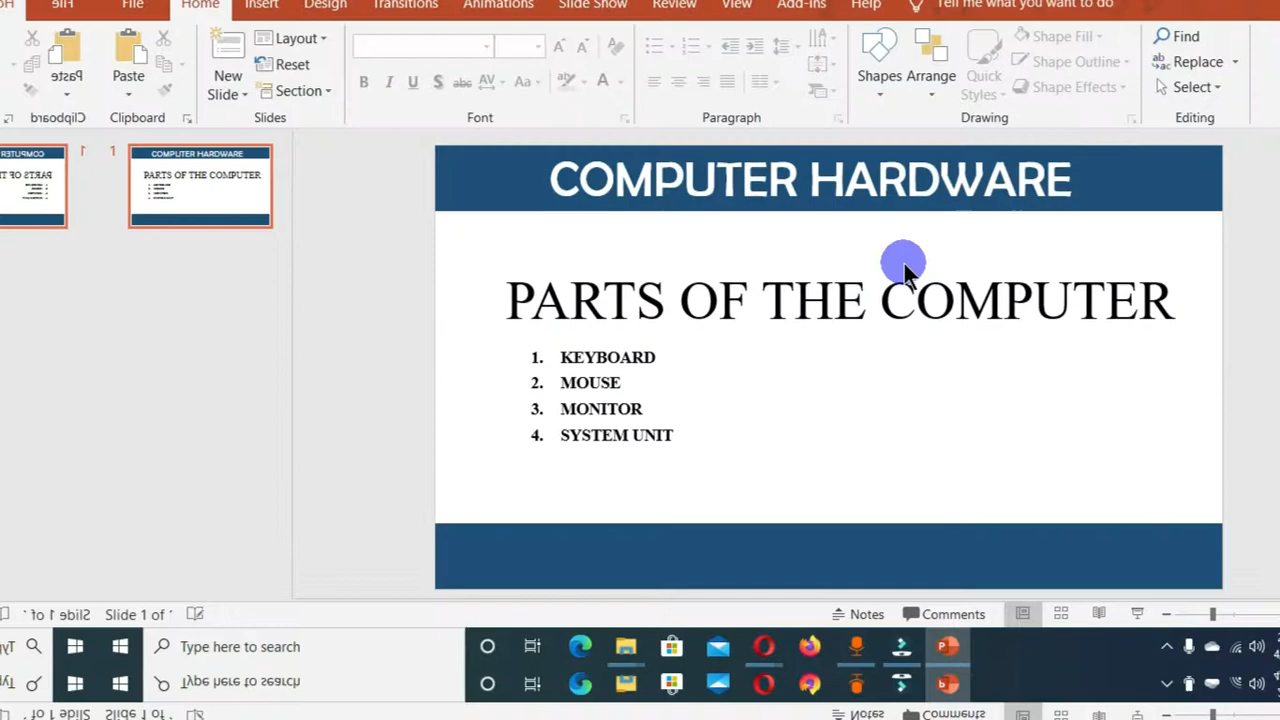 File Home Insert Design Transitions Animations Slide Show Review View Add-ins Help Tell me what you want to do
Paste
New Slide
Layout
Reset
Section
Shapes
Arrange
Quick Styles
Shape Fill
Shape Outline
Shape Effects
Find
Replace
Select
Clipboard Slides Font Paragraph Drawing Editing
1
COMPUTER HARDWARE
PARTS OF THE COMPUTER
COMPUTER HARDWARE
PARTS OF THE COMPUTER
1. KEYBOARD
2. MOUSE
3. MONITOR
4. SYSTEM UNIT
Slide 1 of
Notes Comments
Type here to search